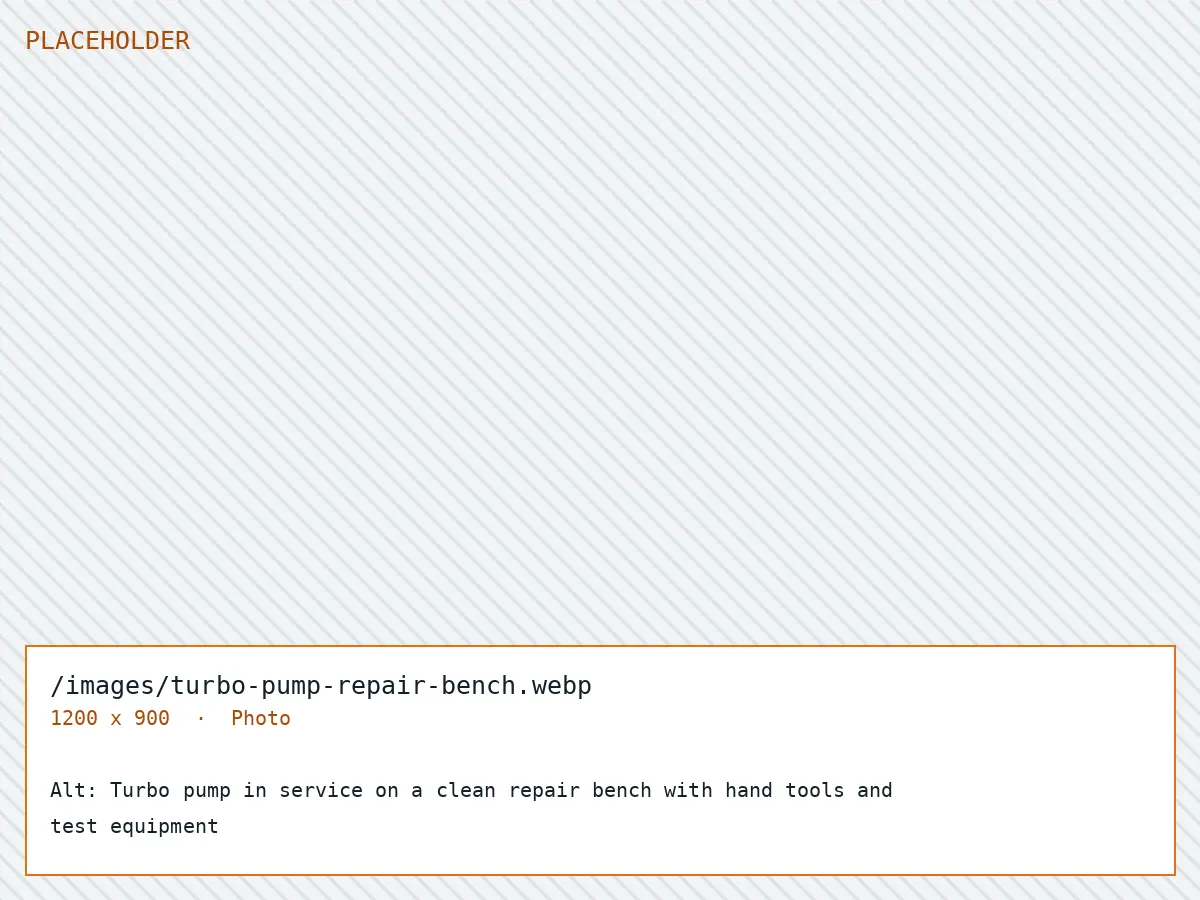 PLACEHOLDER
/images/turbo-pump-repair-bench.webp
1200 x 900 · Photo
Alt: Turbo pump in service on a clean repair bench with hand tools and
test equipment